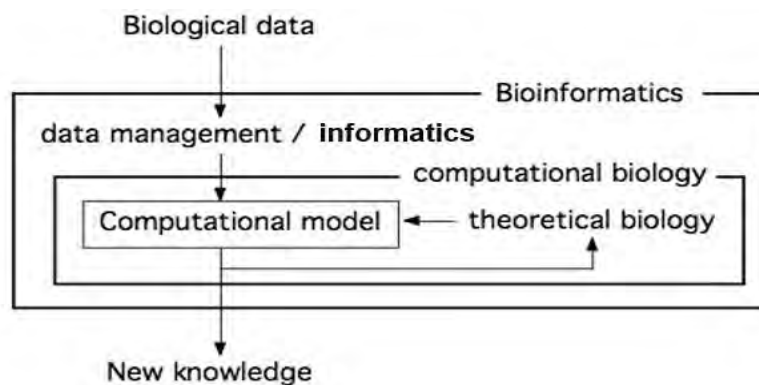 Biological data
Bioinformatics
data management / informatics
computational biology
Computational model
theoretical biology
New knowledge